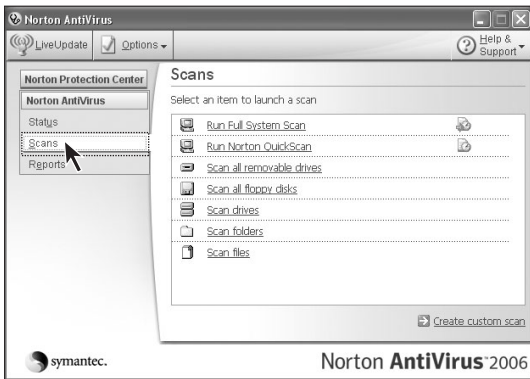 Norton AntiVirus
LiveUpdate Options Help & Support
Norton Protection Center
Norton AntiVirus
Status
Scans
Reports
Scans
Select an item to launch a scan
Run Full System Scan
Run Norton QuickScan
Scan all removable drives
Scan all floppy disks
Scan drives
Scan folders
Scan files
Create custom scan
symantec.
Norton AntiVirus 2006